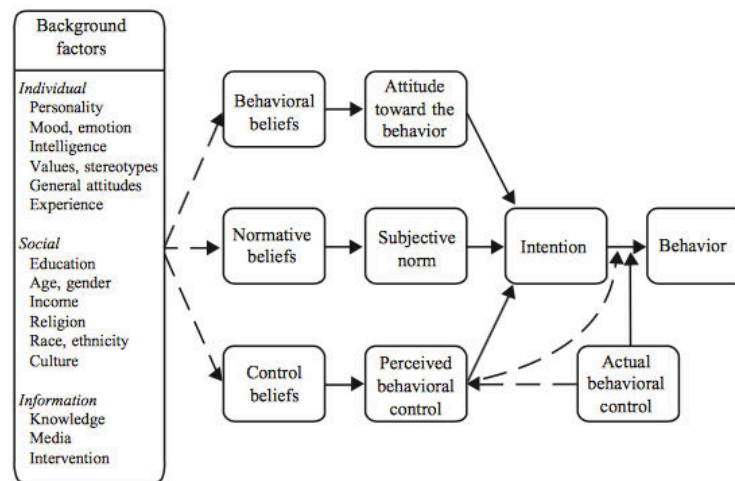 Background
factors
Individual
Personality
Mood, emotion
Intelligence
Values, stereotypes
General attitudes
Experience
Social
Education
Age, gender
Income
Religion
Race, ethnicity
Culture
Information
Knowledge
Media
Intervention
Behavioral
beliefs
Attitude
toward the
behavior
Normative
beliefs
Subjective
norm
Intention
Behavior
Control
beliefs
Perceived
behavioral
control
Actual
behavioral
control